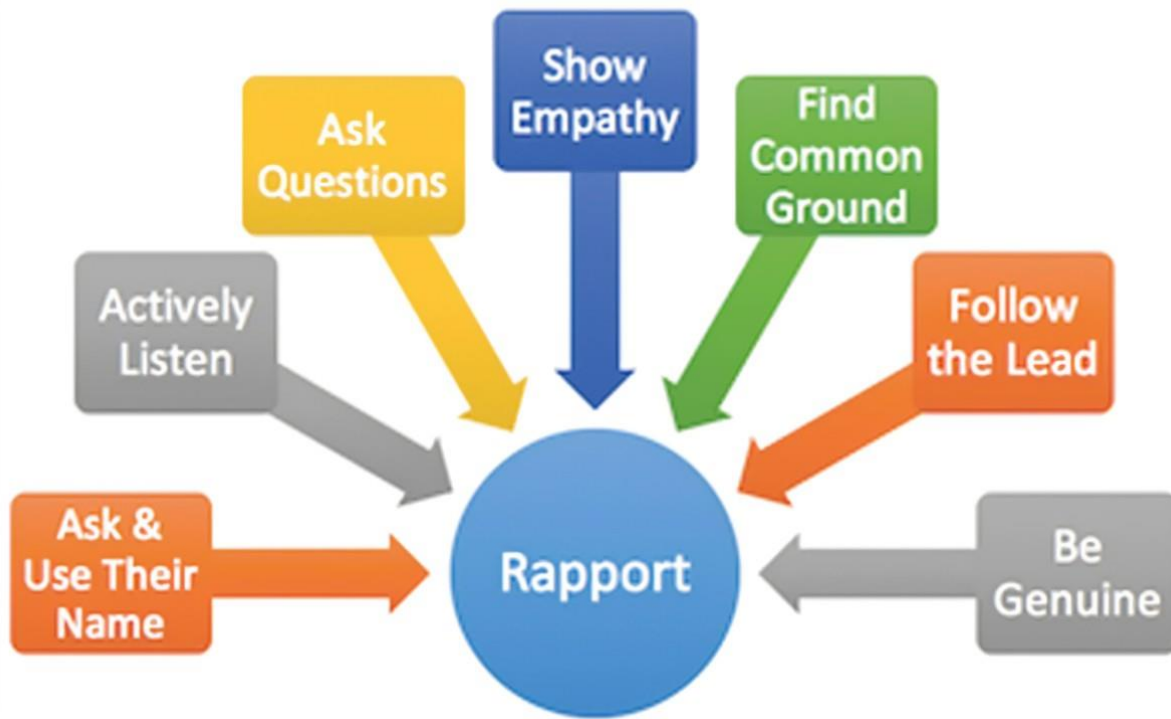 Show
Empathy
Ask
Questions
Find
Common
Ground
Actively
Listen
Follow
the Lead
Ask &
Use Their
Name
Rapport
Be
Genuine